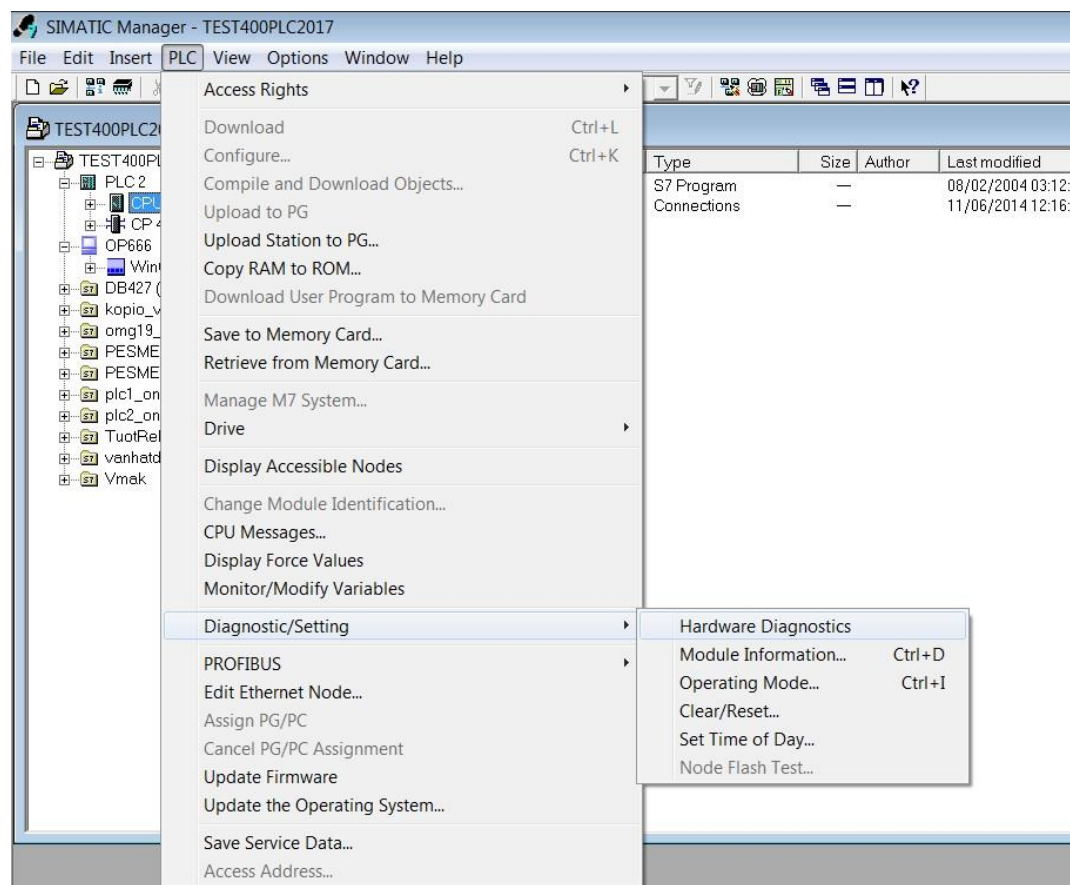 SIMATIC Manager - TEST400PLC2017
File Edit Insert PLC View Options Window Help
TEST400PLC2
TEST400PL
PLC 2
CPU
CP 4
OP666
Win
DB427 (
kopio_v
omg19_
PESME
PESME
plc1_on
plc2_on
TuotRel
vanhatd
Vmak
Access Rights
Download Ctrl+L
Configure... Ctrl+K
Compile and Download Objects...
Upload to PG
Upload Station to PG...
Copy RAM to ROM...
Download User Program to Memory Card
Save to Memory Card...
Retrieve from Memory Card...
Manage M7 System...
Drive
Display Accessible Nodes
Change Module Identification...
CPU Messages...
Display Force Values
Monitor/Modify Variables
Diagnostic/Setting
PROFIBUS
Edit Ethernet Node...
Assign PG/PC
Cancel PG/PC Assignment
Update Firmware
Update the Operating System...
Save Service Data...
Access Address...
Hardware Diagnostics
Module Information... Ctrl+D
Operating Mode... Ctrl+I
Clear/Reset...
Set Time of Day...
Node Flash Test...
Type Size Author Last modified
S7 Program — 08/02/2004 03:12:
Connections — 11/06/2014 12:16: